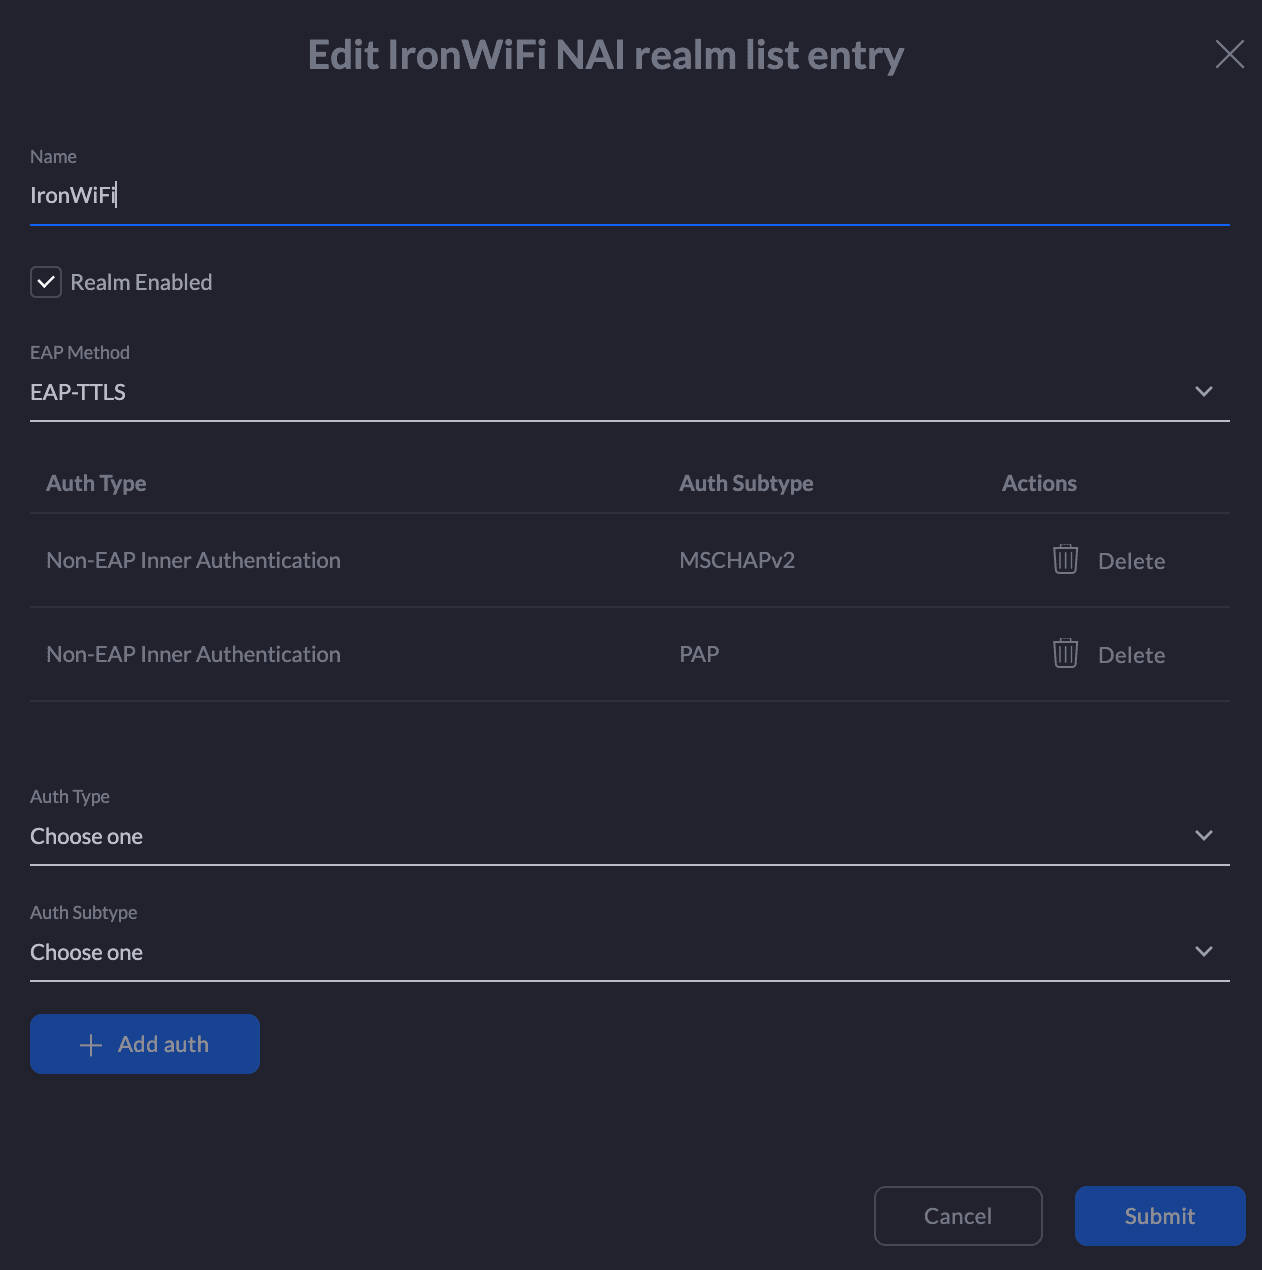 Edit IronWiFi NAI realm list entry
Name
IronWiFi
Realm Enabled
EAP Method
EAP-TTLS
Auth Type Auth Subtype Actions
Non-EAP Inner Authentication MSCHAPv2 Delete
Non-EAP Inner Authentication PAP Delete
Auth Type
Choose one
Auth Subtype
Choose one
Add auth
Cancel Submit